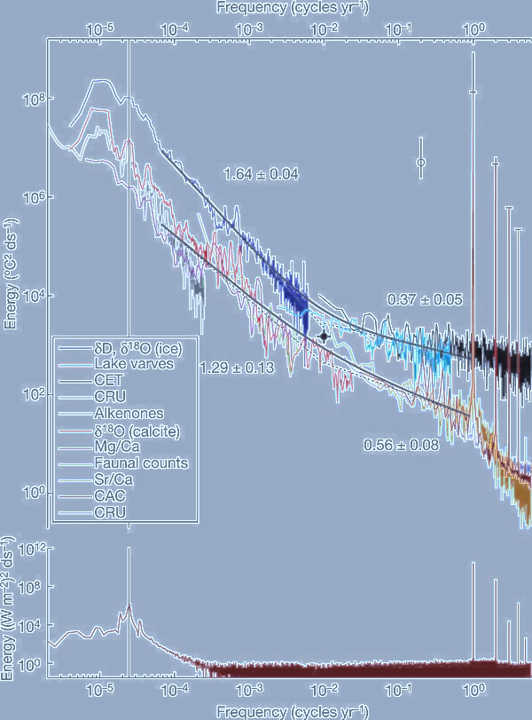 Frequency (cycles yr⁻¹)
10⁻⁵ 10⁻⁴ 10⁻³ 10⁻² 10⁻¹ 10⁰
Energy (°C² ds⁻¹)
10⁸
10⁶
10⁴
10²
10⁰
1.64 ± 0.04
0.37 ± 0.05
1.29 ± 0.13
0.56 ± 0.08
δD, δ¹⁸O (ice)
Lake varves
CET
CRU
Alkenones
δ¹⁸O (calcite)
Mg/Ca
Faunal counts
Sr/Ca
CAC
CRU
Energy ((W m⁻²)² ds⁻¹)
10¹²
10⁸
10⁴
10⁰
10⁻⁵ 10⁻⁴ 10⁻³ 10⁻² 10⁻¹ 10⁰
Frequency (cycles yr⁻¹)